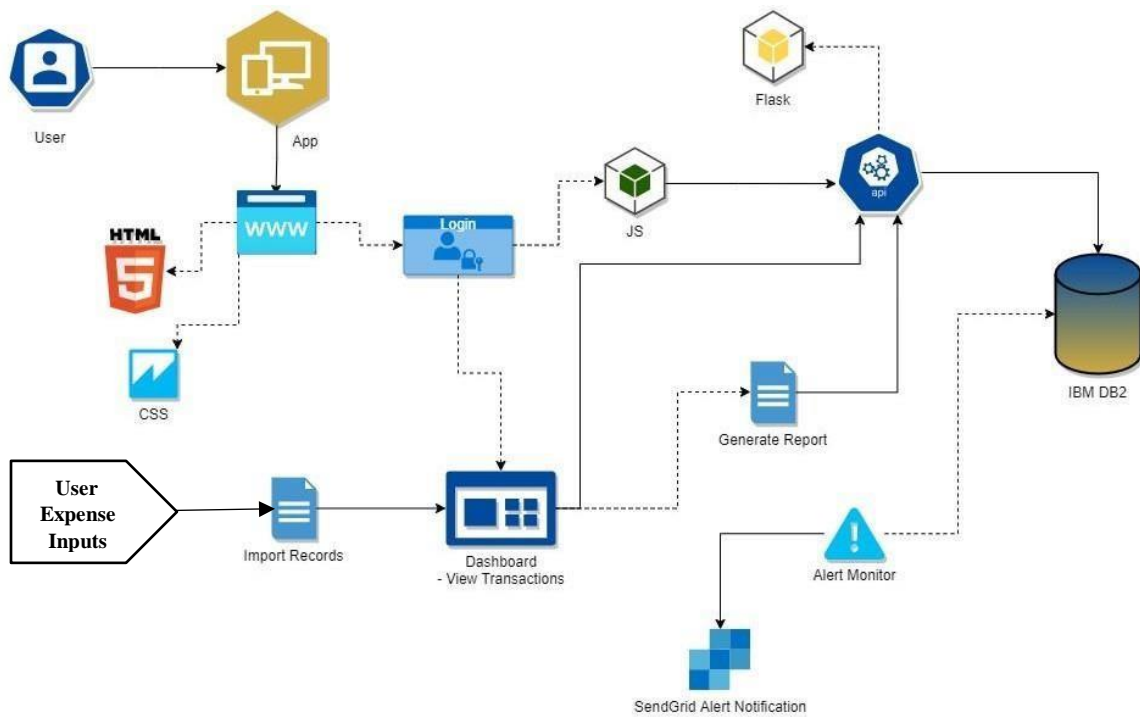 User
App
Flask
api
JS
HTML
5
WWW
Login
CSS
IBM DB2
Generate Report
User
Expense
Inputs
Import Records
Dashboard
- View Transactions
Alert Monitor
SendGrid Alert Notification